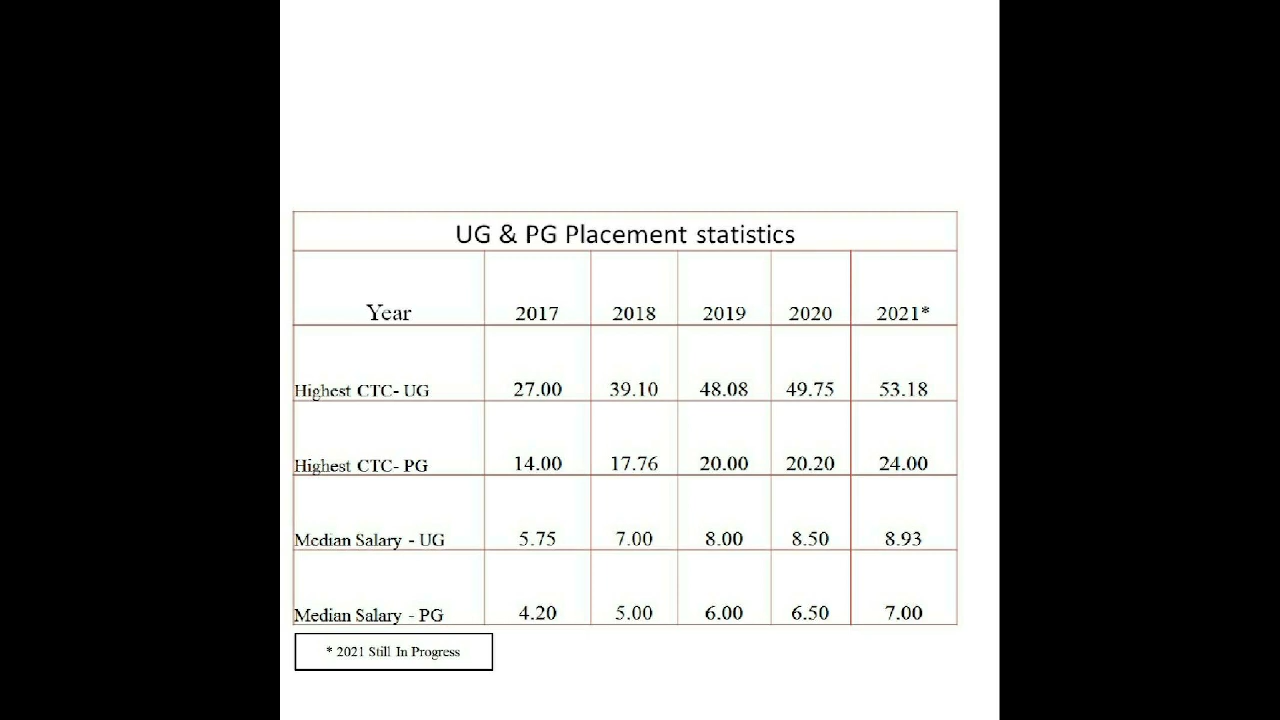 UG & PG Placement statistics
Year 2017 2018 2019 2020 2021*
Highest CTC- UG 27.00 39.10 48.08 49.75 53.18
Highest CTC- PG 14.00 17.76 20.00 20.20 24.00
Median Salary - UG 5.75 7.00 8.00 8.50 8.93
Median Salary - PG 4.20 5.00 6.00 6.50 7.00
* 2021 Still In Progress